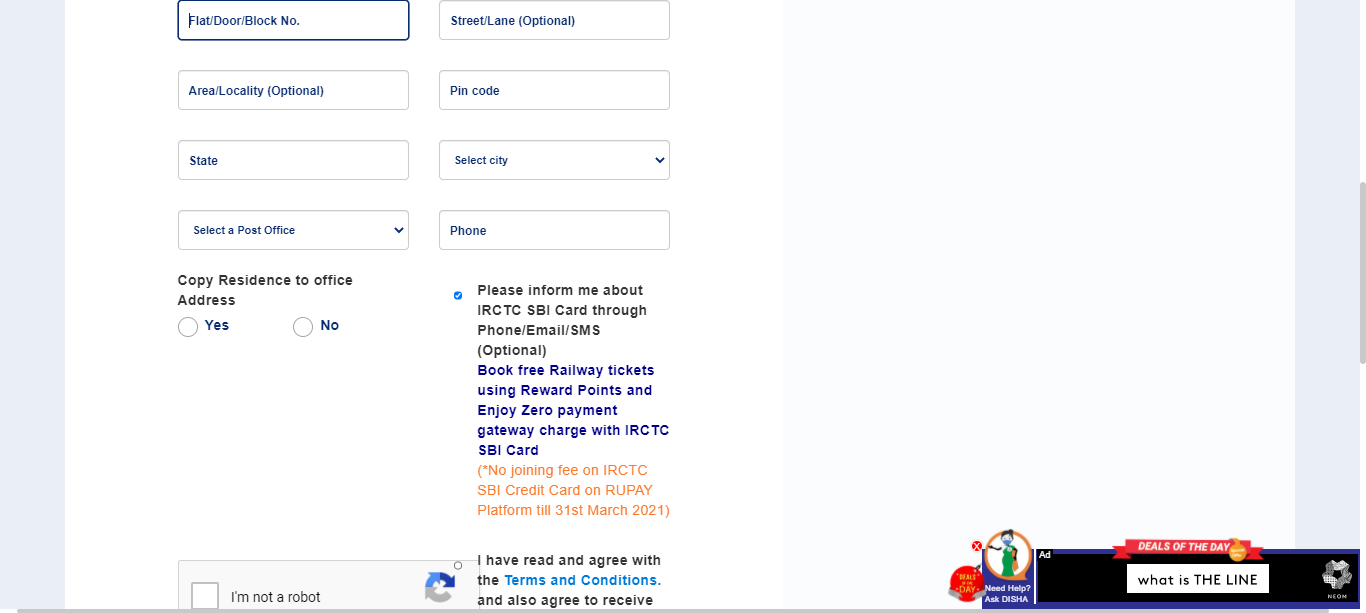 Flat/Door/Block No.
Street/Lane (Optional)
Area/Locality (Optional)
Pin code
State
Select city
Select a Post Office
Phone
Copy Residence to office
Address
Yes
No
Please inform me about
IRCTC SBI Card through
Phone/Email/SMS
(Optional)
Book free Railway tickets
using Reward Points and
Enjoy Zero payment
gateway charge with IRCTC
SBI Card
(*No joining fee on IRCTC
SBI Credit Card on RUPAY
Platform till 31st March 2021)
I have read and agree with
the Terms and Conditions.
and also agree to receive
I'm not a robot
X
DEALS
OF THE
DAY
Need Help?
Ask DISHA
Ad
DEALS OF THE DAY
what is THE LINE
NEOM